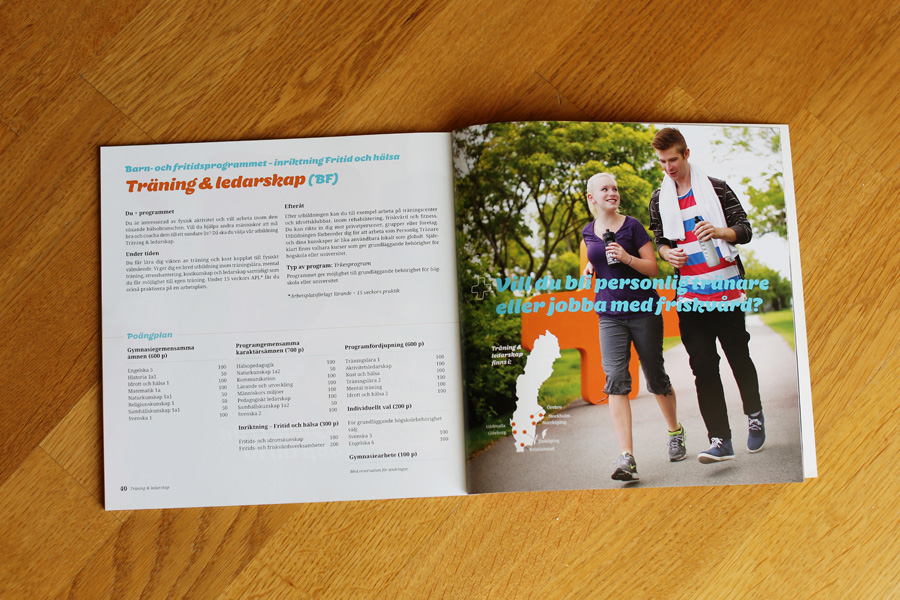 Barn- och fritidsprogrammet – inriktning Fritid och hälsa
Träning & ledarskap (BF)
Du + programmet
Du är intresserad av fysisk aktivitet och vill arbeta inom den
växande hälsobranschen. Vill du hjälpa andra människor att må
bra och coacha dem till ett sundare liv? Då ska du välja vår utbildning
Träning & ledarskap.
Under tiden
Du får lära dig vikten av träning och kost kopplat till fysiskt
välmående. Vi ger dig en bred utbildning inom träningslära, mental
träning, stresshantering, kostkunskap och ledarskap samtidigt som
du får möjlighet till egen träning. Under 15 veckors APL* får du
också praktisera på en arbetsplats.
Efteråt
Efter utbildningen kan du till exempel arbeta på träningscenter
och idrottsklubbar, inom rehabilitering, friskvård och fitness.
Du kan rikta in dig mot privatpersoner, grupper eller företag.
Utbildningen förbereder dig för att arbeta som Personlig Tränare
och dina kunskaper är lika användbara lokalt som globalt. Själv-
klart finns valbara kurser som ger grundläggande behörighet för
högskola eller universitet.
Typ av program: Yrkesprogram
Programmet ger möjlighet till grundläggande behörighet för hög-
skola eller universitet.
*Arbetsplatsförlagt lärande = 15 veckors praktik
Poängplan
Gymnasiegemensamma
ämnen (600 p)
Engelska 5 100
Historia 1a1 50
Idrott och hälsa 1 100
Matematik 1a 100
Naturkunskap 1a1 50
Religionskunskap 1 50
Samhällskunskap 1a1 50
Svenska 1 100
Programgemensamma
karaktärsämnen (700 p)
Hälsopedagogik 100
Naturkunskap 1a2 50
Kommunikation 100
Lärande och utveckling 100
Människors miljöer 100
Pedagogiskt ledarskap 100
Samhällskunskap 1a2 50
Svenska 2 100
Inriktning – Fritid och hälsa (300 p)
Fritids- och idrottskunskap 100
Fritids- och friskvårdsverksamheter 200
Programfördjupning (600 p)
Träningslära 1 100
Aktivitetsledarskap 100
Kost och hälsa 100
Träningslära 2 100
Mental träning 100
Idrott och hälsa 2 100
Individuellt val (200 p)
För grundläggande högskolebehörighet
välj
Svenska 3 100
Engelska 6 100
Gymnasiearbete (100 p)
Med reservation för ändringar.
40 Träning & ledarskap
Vill du bli personlig tränare
eller jobba med friskvård?
Träning &
ledarskap
finns i:
Örebro
Stockholm
Norrköping
Uddevalla
Göteborg
Jönköping